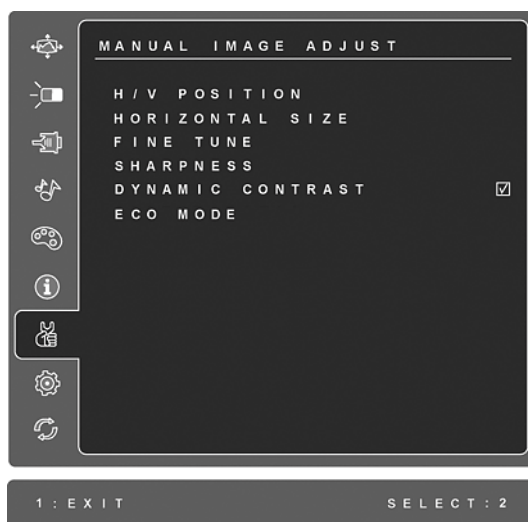 MANUAL IMAGE ADJUST
H/V POSITION
HORIZONTAL SIZE
FINE TUNE
SHARPNESS
DYNAMIC CONTRAST
ECO MODE
1:EXIT SELECT:2